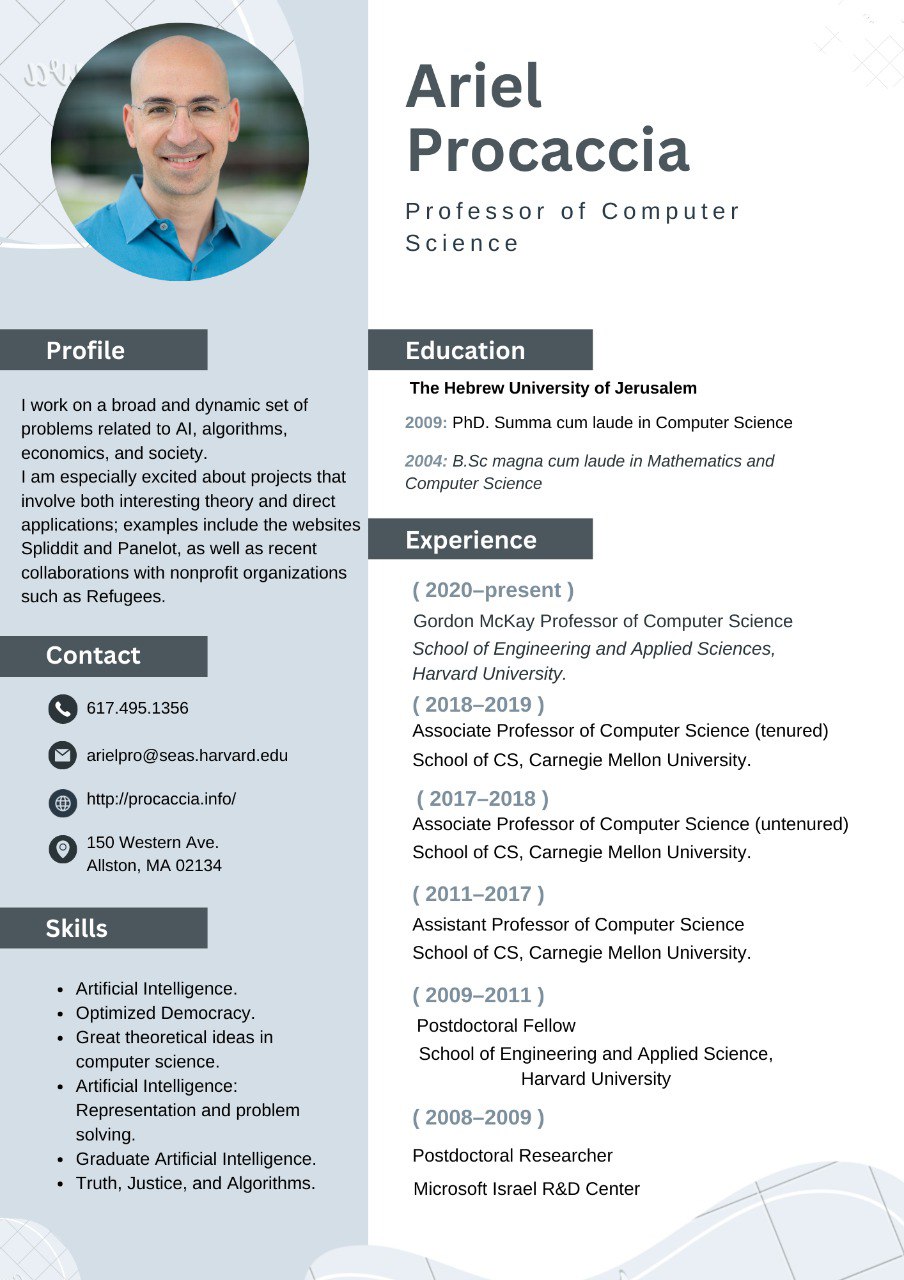 Ariel
Procaccia
Professor of Computer
Science
Profile
I work on a broad and dynamic set of
problems related to AI, algorithms,
economics, and society.
I am especially excited about projects that
involve both interesting theory and direct
applications; examples include the websites
Spliddit and Panelot, as well as recent
collaborations with nonprofit organizations
such as Refugees.
Contact
617.495.1356
arielpro@seas.harvard.edu
http://procaccia.info/
150 Western Ave.
Allston, MA 02134
Skills
• Artificial Intelligence.
• Optimized Democracy.
• Great theoretical ideas in
computer science.
• Artificial Intelligence:
Representation and problem
solving.
• Graduate Artificial Intelligence.
• Truth, Justice, and Algorithms.
Education
The Hebrew University of Jerusalem
2009: PhD. Summa cum laude in Computer Science
2004: B.Sc magna cum laude in Mathematics and
Computer Science
Experience
( 2020–present )
Gordon McKay Professor of Computer Science
School of Engineering and Applied Sciences,
Harvard University.
( 2018–2019 )
Associate Professor of Computer Science (tenured)
School of CS, Carnegie Mellon University.
( 2017–2018 )
Associate Professor of Computer Science (untenured)
School of CS, Carnegie Mellon University.
( 2011–2017 )
Assistant Professor of Computer Science
School of CS, Carnegie Mellon University.
( 2009–2011 )
Postdoctoral Fellow
School of Engineering and Applied Science,
Harvard University
( 2008–2009 )
Postdoctoral Researcher
Microsoft Israel R&D Center